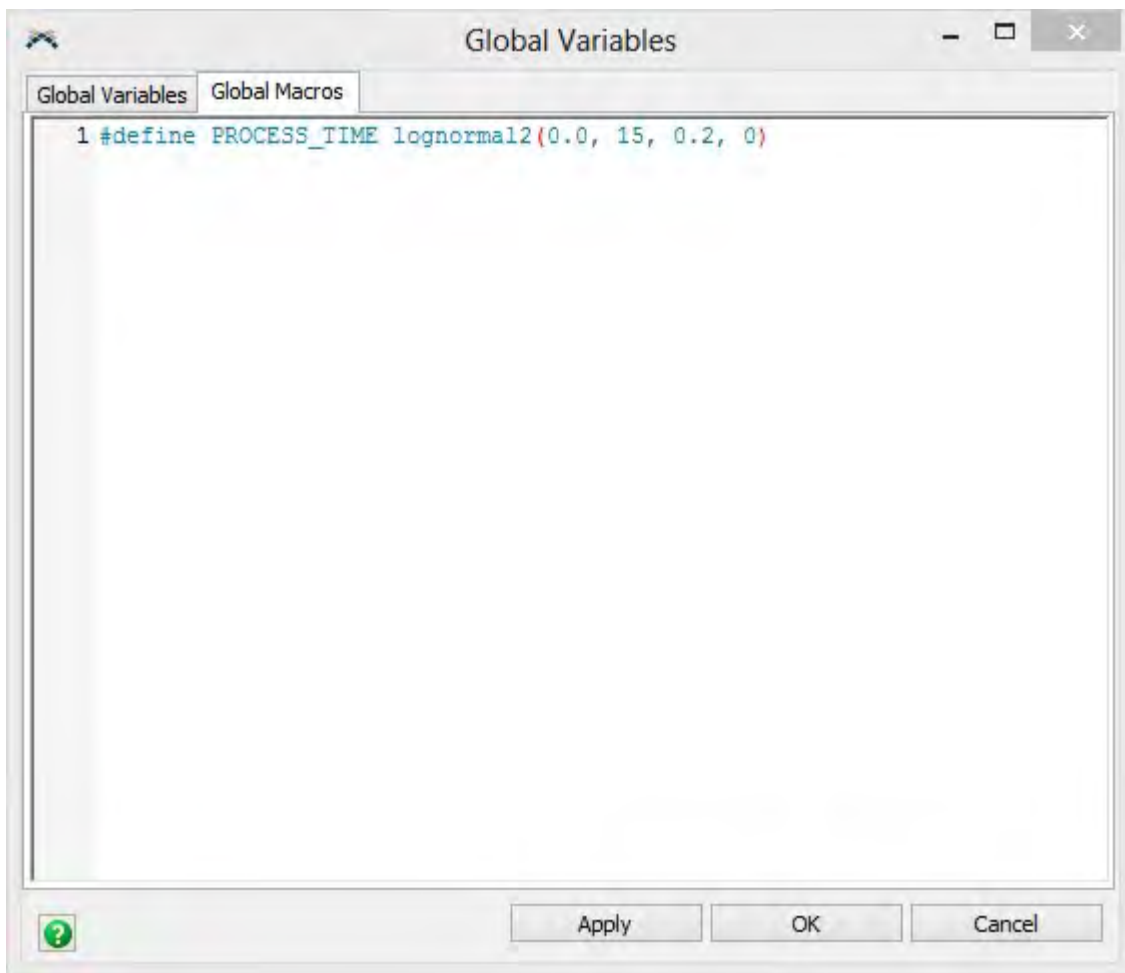 Global Variables
Global Variables Global Macros
1 #define PROCESS_TIME lognormal2(0.0, 15, 0.2, 0)
Apply OK Cancel